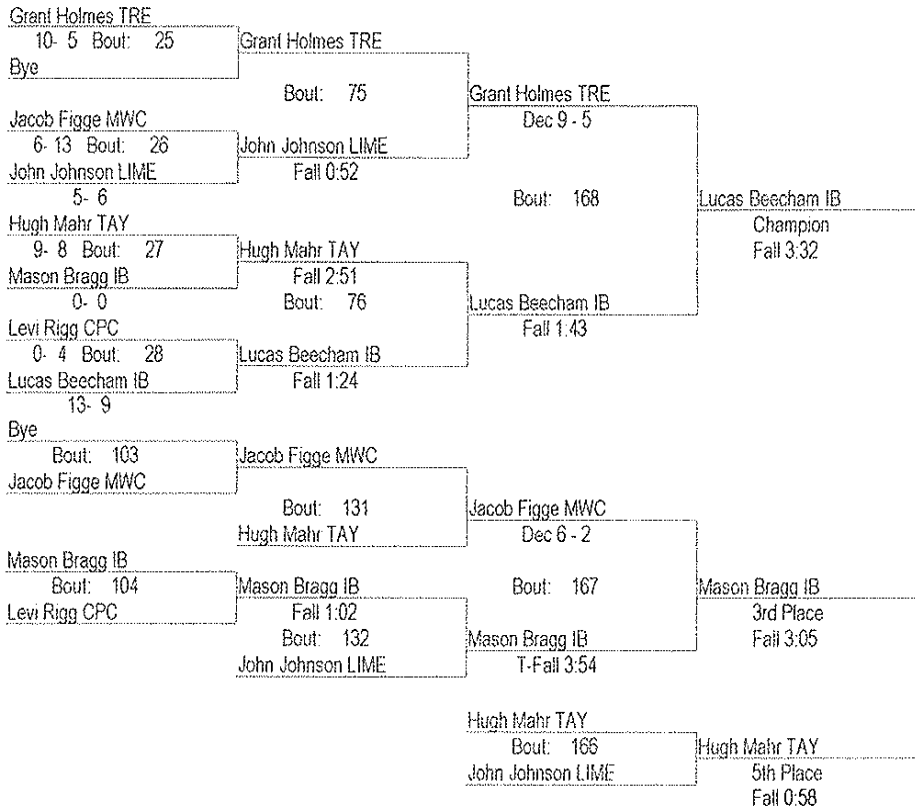 Grant Holmes TRE
10- 5 Bout: 25
Bye
Grant Holmes TRE
Bout: 75
Jacob Figge MWC
6- 13 Bout: 26
John Johnson LIME
5- 6
John Johnson LIME
Fall 0:52
Grant Holmes TRE
Dec 9 - 5
Bout: 168
Hugh Mahr TAY
9- 8 Bout: 27
Mason Bragg IB
0- 0
Hugh Mahr TAY
Fall 2:51
Bout: 76
Levi Rigg CPC
0- 4 Bout: 28
Lucas Beecham IB
13- 9
Lucas Beecham IB
Fall 1:24
Lucas Beecham IB
Fall 1:43
Lucas Beecham IB
Champion
Fall 3:32
Bye
Bout: 103
Jacob Figge MWC
Jacob Figge MWC
Bout: 131
Hugh Mahr TAY
Jacob Figge MWC
Dec 6 - 2
Bout: 167
Mason Bragg IB
Bout: 104
Levi Rigg CPC
Mason Bragg IB
Fall 1:02
Bout: 132
John Johnson LIME
Mason Bragg IB
T-Fall 3:54
Mason Bragg IB
3rd Place
Fall 3:05
Hugh Mahr TAY
Bout: 166
John Johnson LIME
Hugh Mahr TAY
5th Place
Fall 0:58